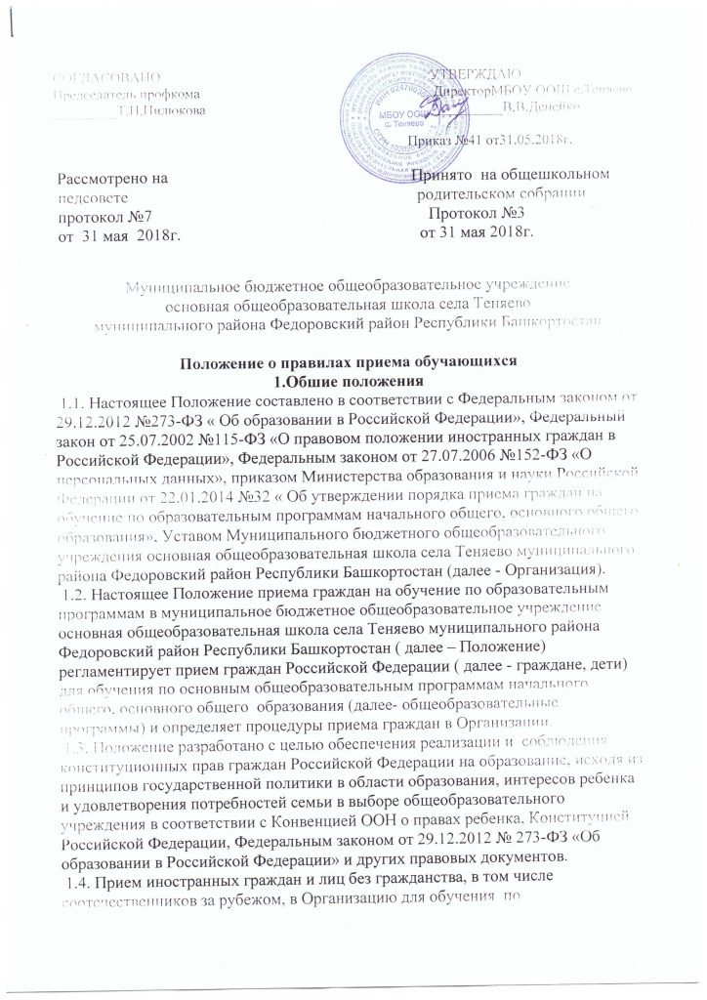 СОГЛАСОВАНО
Председатель профкома
_________Т.Н.Пилюкова
УТВЕРЖДАЮ
ДиректорМБОУ ООШ с.Теняево
В.В.Денейко
Приказ №41 от31.05.2018г.
МБОУ ООШ
с. Теняево
Рассмотрено на
педсовете
протокол №7
от 31 мая 2018г.
Принято на общешкольном
родительском собрании
Протокол №3
от 31 мая 2018г.
Муниципальное бюджетное общеобразовательное учреждение
основная общеобразовательная школа села Теняево
муниципального района Федоровский район Республики Башкортостан
Положение о правилах приема обучающихся
1.Обшие положения
1.1. Настоящее Положение составлено в соответствии с Федеральным законом от
29.12.2012 №273-ФЗ « Об образовании в Российской Федерации», Федеральный
закон от 25.07.2002 №115-ФЗ «О правовом положении иностранных граждан в
Российской Федерации», Федеральным законом от 27.07.2006 №152-ФЗ «О
персональных данных», приказом Министерства образования и науки Российской
Федерации от 22.01.2014 №32 « Об утверждении порядка приема граждан на
обучение по образовательным программам начального общего, основного общего
образования», Уставом Муниципального бюджетного общеобразовательного
учреждения основная общеобразовательная школа села Теняево муниципального
района Федоровский район Республики Башкортостан (далее - Организация).
1.2. Настоящее Положение приема граждан на обучение по образовательным
программам в муниципальное бюджетное общеобразовательное учреждение
основная общеобразовательная школа села Теняево муниципального района
Федоровский район Республики Башкортостан ( далее – Положение)
регламентирует прием граждан Российской Федерации ( далее - граждане, дети)
для обучения по основным общеобразовательным программам начального
общего, основного общего образования (далее- общеобразовательные
программы) и определяет процедуры приема граждан в Организации.
1.3. Положение разработано с целью обеспечения реализации и соблюдения
конституционных прав граждан Российской Федерации на образование, исходя из
принципов государственной политики в области образования, интересов ребенка
и удовлетворения потребностей семьи в выборе общеобразовательного
учреждения в соответствии с Конвенцией ООН о правах ребенка, Конституцией
Российской Федерации, Федеральным законом от 29.12.2012 № 273-ФЗ «Об
образовании в Российской Федерации» и других правовых документов.
1.4. Прием иностранных граждан и лиц без гражданства, в том числе
соотечественников за рубежом, в Организацию для обучения по